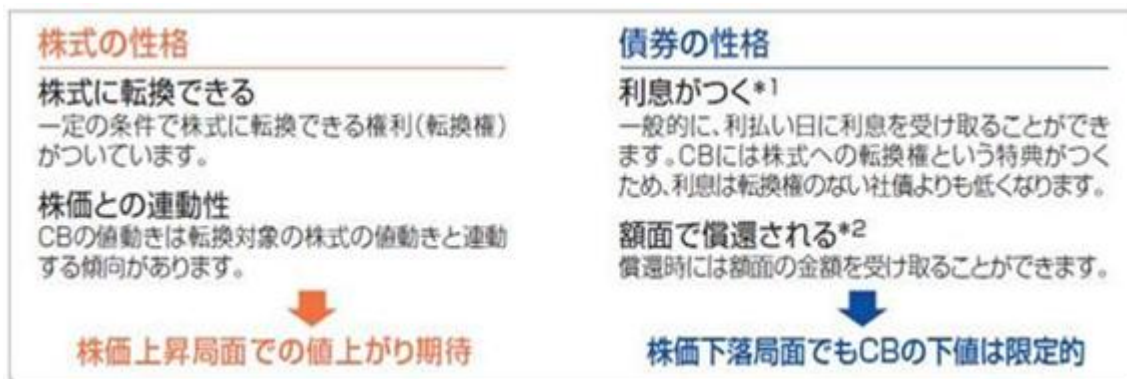 株式の性格
株式に転換できる
一定の条件で株式に転換できる権利(転換権)
がついています。
株価との連動性
CBの値動きは転換対象の株式の値動きと連動
する傾向があります。
株価上昇局面での値上がり期待
債券の性格
利息がつく*1
一般的に、利払い日に利息を受け取ることができ
ます。CBには株式への転換権という特典がつく
ため、利息は転換権のない社債よりも低くなります。
額面で償還される*2
償還時には額面の金額を受け取ることができます。
株価下落局面でもCBの下値は限定的